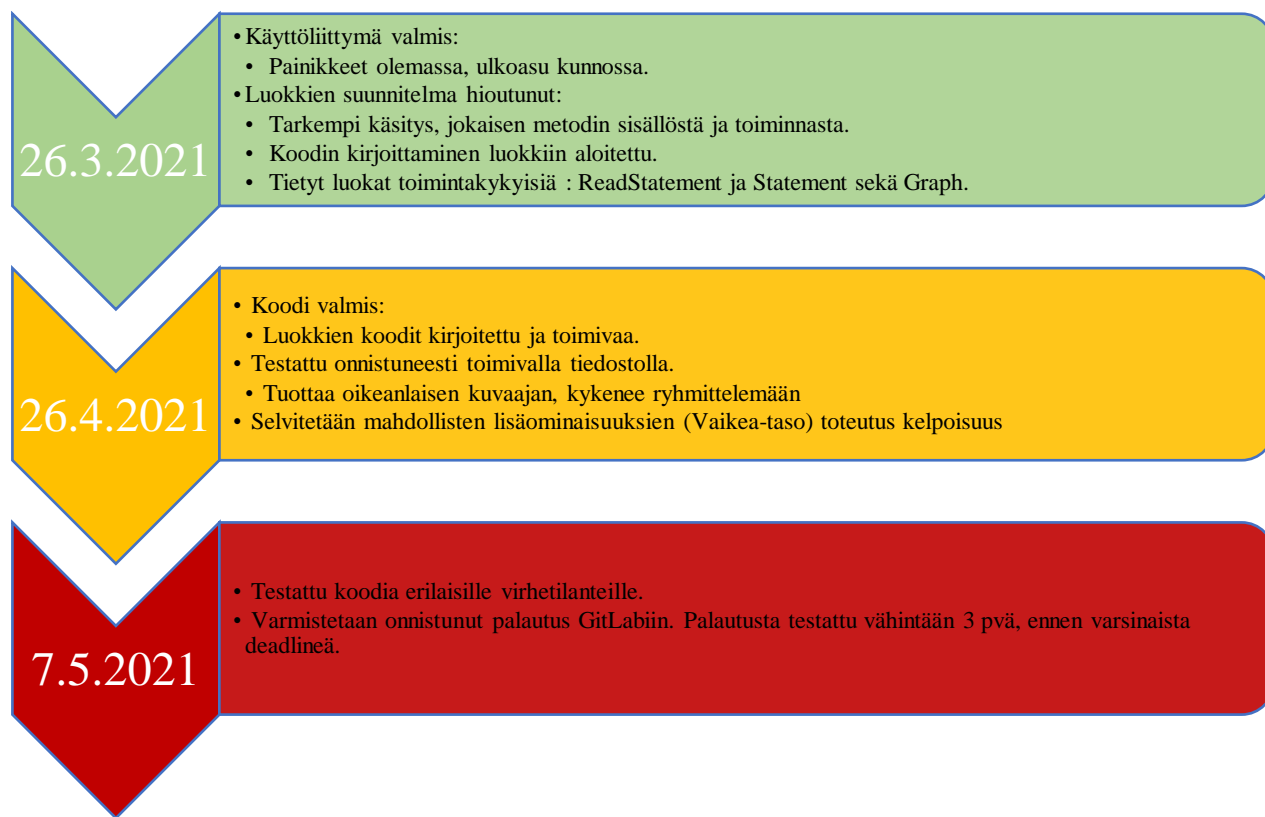 26.3.2021
•Käyttöliittymä valmis:
• Painikkeet olemassa, ulkoasu kunnossa.
•Luokkien suunnitelma hioutunut:
• Tarkempi käsitys, jokaisen metodin sisällöstä ja toiminnasta.
• Koodin kirjoittaminen luokkiin aloitettu.
• Tietyt luokat toimintakykyisiä : ReadStatement ja Statement sekä Graph.
26.4.2021
• Koodi valmis:
• Luokkien koodit kirjoitettu ja toimivaa.
• Testattu onnistuneesti toimivalla tiedostolla.
• Tuottaa oikeanlaisen kuvaajan, kykenee ryhmittelemään
• Selvitetään mahdollisten lisäominaisuuksien (Vaikea-taso) toteutus kelpoisuus
7.5.2021
• Testattu koodia erilaisille virhetilanteille.
• Varmistetaan onnistunut palautus GitLabiin. Palautusta testattu vähintään 3 pvä, ennen varsinaista
deadlineä.